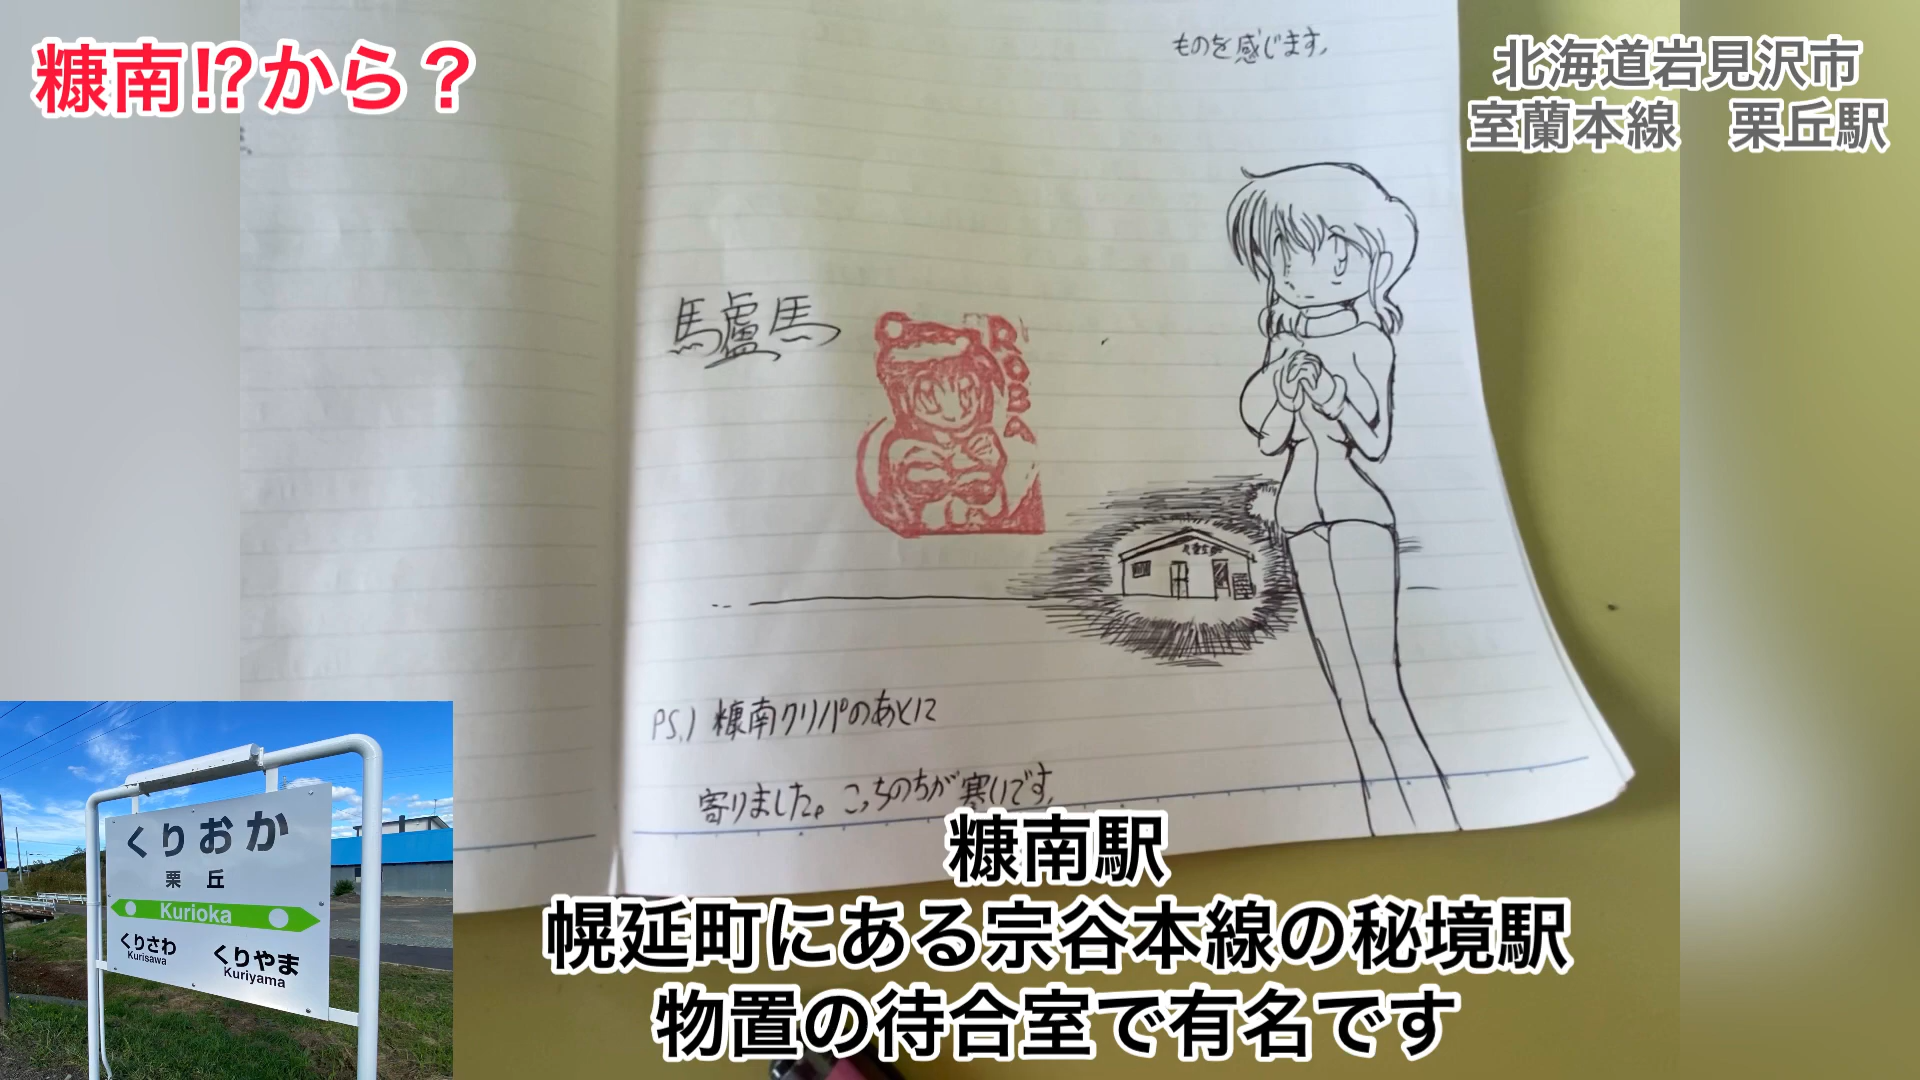 糠南⁉から？
北海道岩見沢市
室蘭本線　栗丘駅
ものを感じます。
驢馬
ROBA
PS.) 糠南クリパのあとに
寄りました。こっちのちが寒いです。
くりおか
栗 丘
Kurioka
くりさわ
Kurisawa
くりやま
Kuriyama
糠南駅
幌延町にある宗谷本線の秘境駅
物置の待合室で有名です